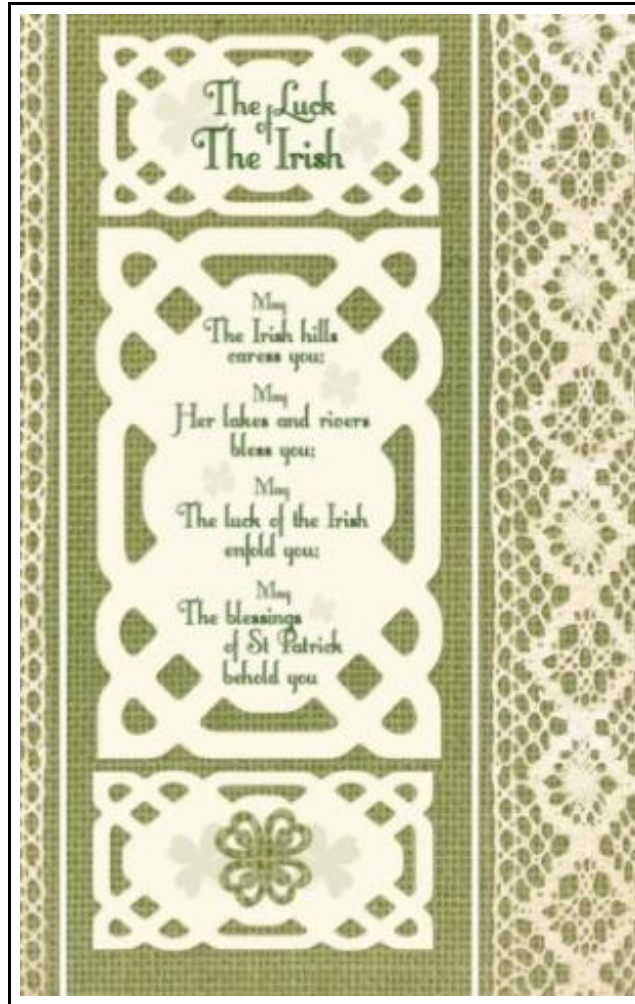 The Luck
of
The Irish
May
The Irish hills
caress you;
May
Her lakes and rivers
bless you;
May
The luck of the Irish
enfold you;
May
The blessings
of St Patrick
behold you